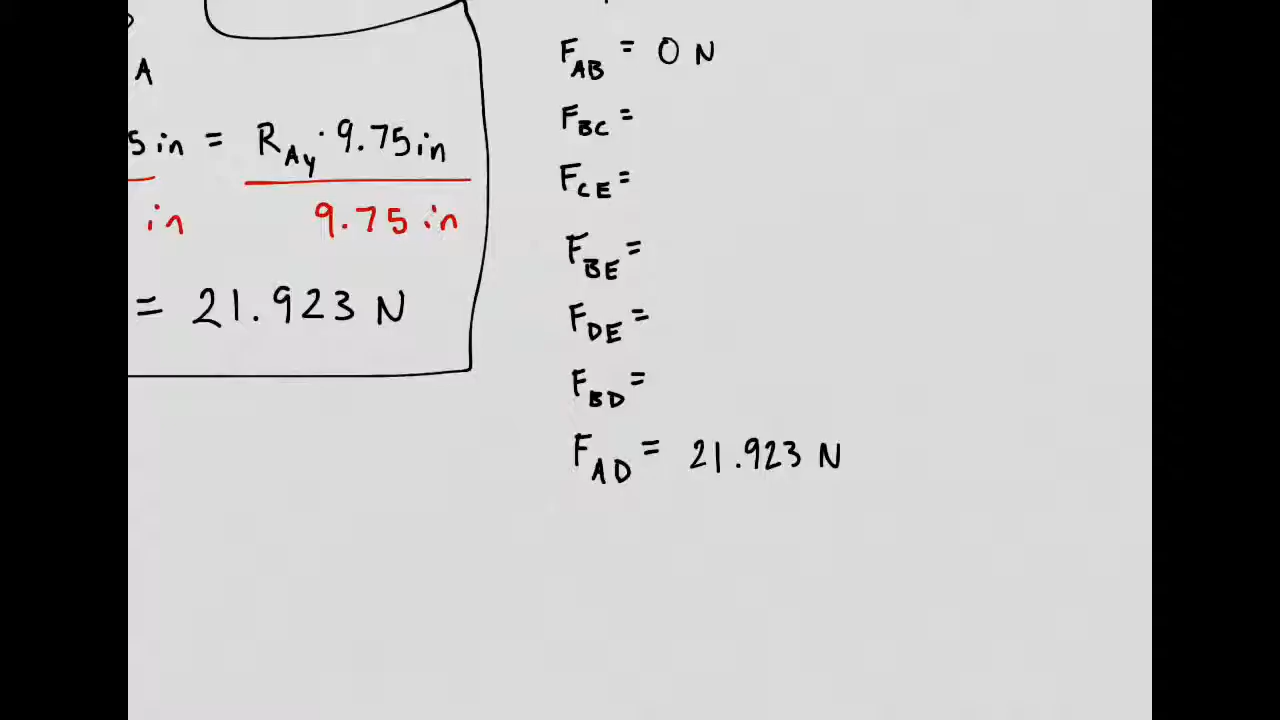 A
5 in = R_Ay · 9.75 in
in 9.75 in
= 21.923 N
F_AB = 0 N
F_BC =
F_CE =
F_BE =
F_DE =
F_BD =
F_AD = 21.923 N